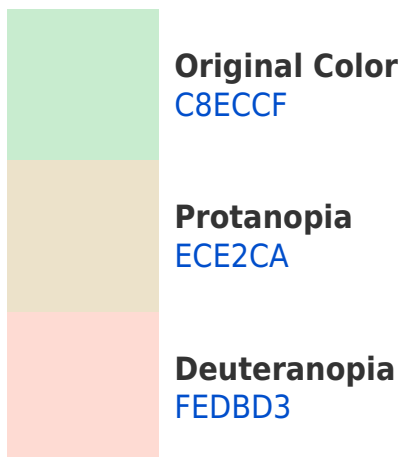 Original Color
C8ECCF
Protanopia
ECE2CA
Deuteranopia
FEDBD3